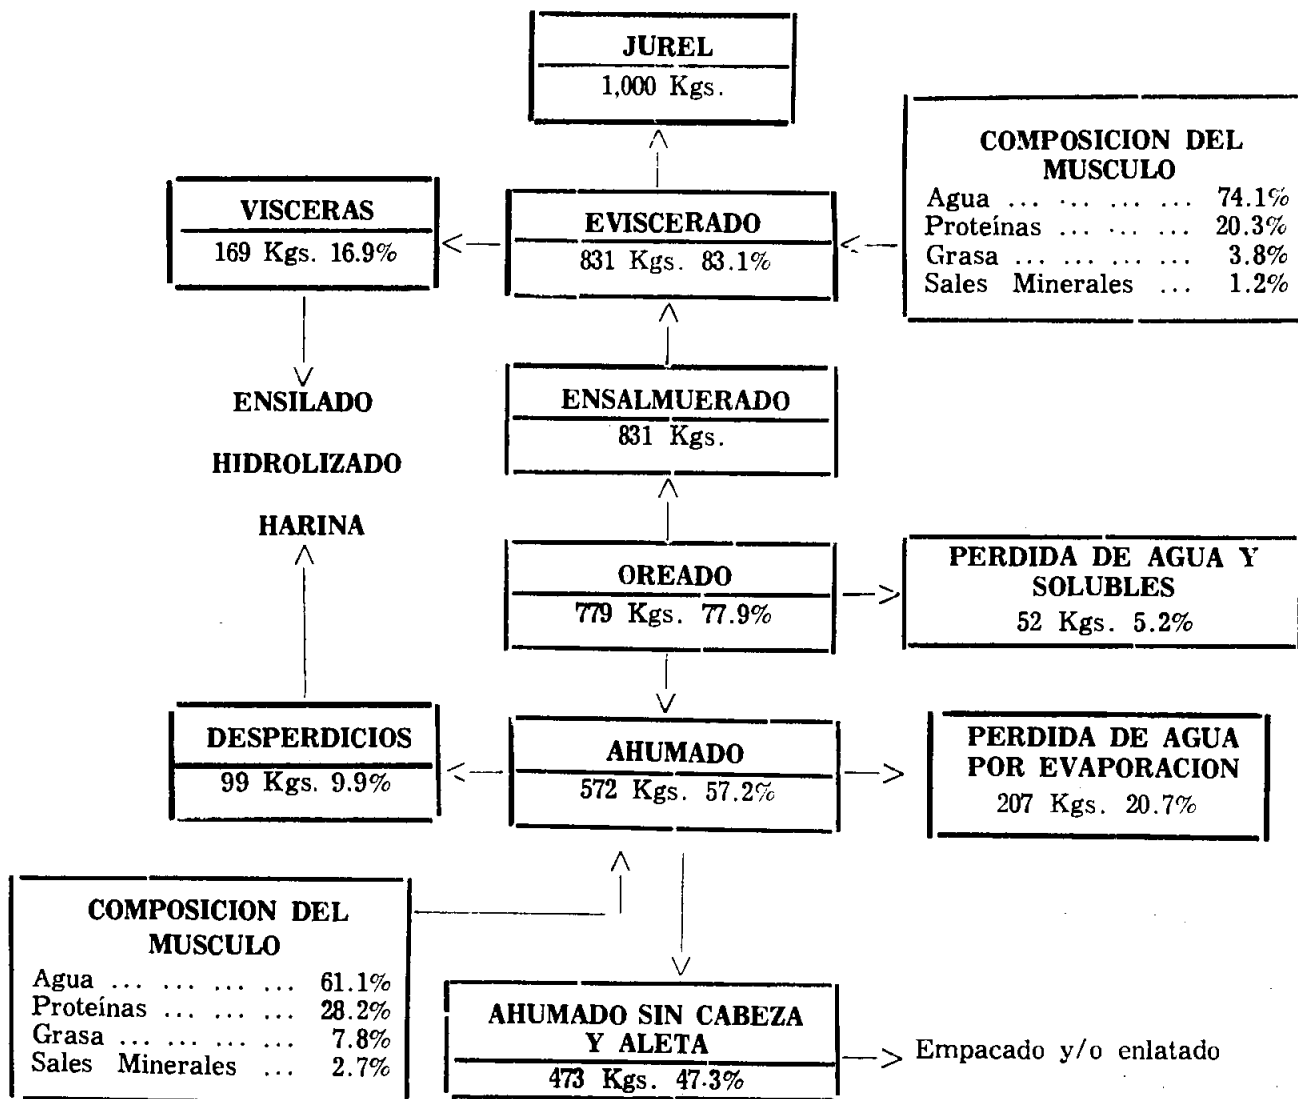 JUREL
1,000 Kgs.
COMPOSICION DEL
MUSCULO
Agua ... ... ... ... 74.1%
Proteínas ... ... ... 20.3%
Grasa ... ... ... ... 3.8%
Sales Minerales ... 1.2%
VISCERAS
169 Kgs. 16.9%
EVISCERADO
831 Kgs. 83.1%
ENSILADO
HIDROLIZADO
HARINA
ENSALMUERADO
831 Kgs.
OREADO
779 Kgs. 77.9%
PERDIDA DE AGUA Y
SOLUBLES
52 Kgs. 5.2%
DESPERDICIOS
99 Kgs. 9.9%
AHUMADO
572 Kgs. 57.2%
PERDIDA DE AGUA
POR EVAPORACION
207 Kgs. 20.7%
COMPOSICION DEL
MUSCULO
Agua ... ... ... ... 61.1%
Proteínas ... ... ... 28.2%
Grasa ... ... ... ... 7.8%
Sales Minerales ... 2.7%
AHUMADO SIN CABEZA
Y ALETA
473 Kgs. 47.3%
Empacado y/o enlatado